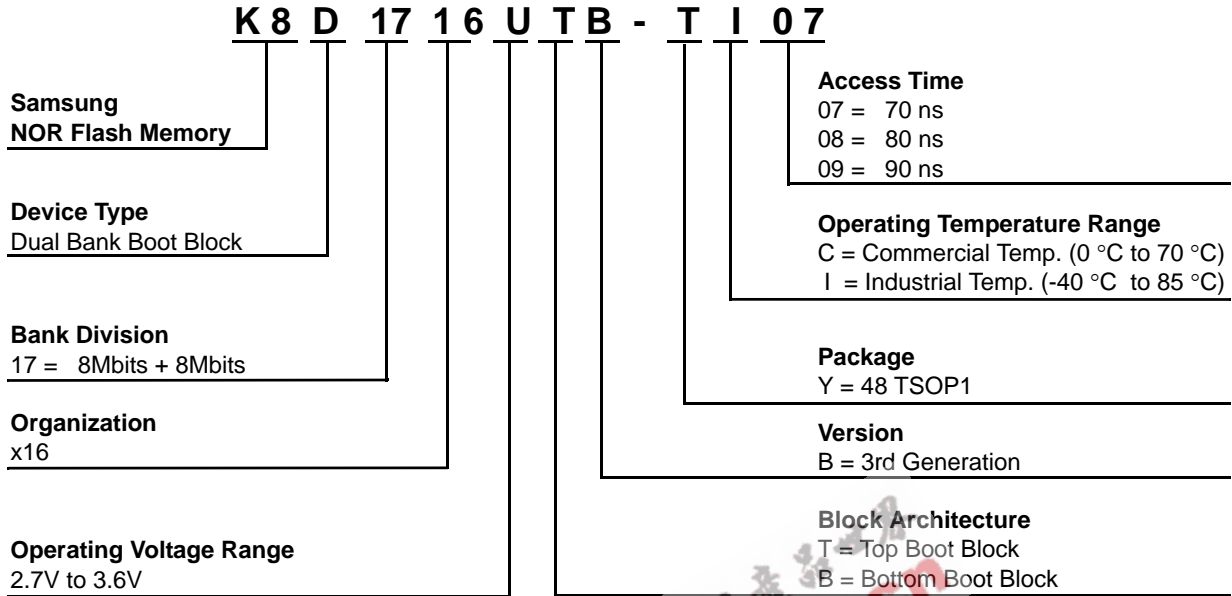 K8D1716UTB - TI07
Samsung
NOR Flash Memory
Device Type
Dual Bank Boot Block
Bank Division
17 = 8Mbits + 8Mbits
Organization
x16
Operating Voltage Range
2.7V to 3.6V
Access Time
07 = 70 ns
08 = 80 ns
09 = 90 ns
Operating Temperature Range
C = Commercial Temp. (0 °C to 70 °C)
I = Industrial Temp. (-40 °C to 85 °C)
Package
Y = 48 TSOP1
Version
B = 3rd Generation
Block Architecture
T = Top Boot Block
B = Bottom Boot Block